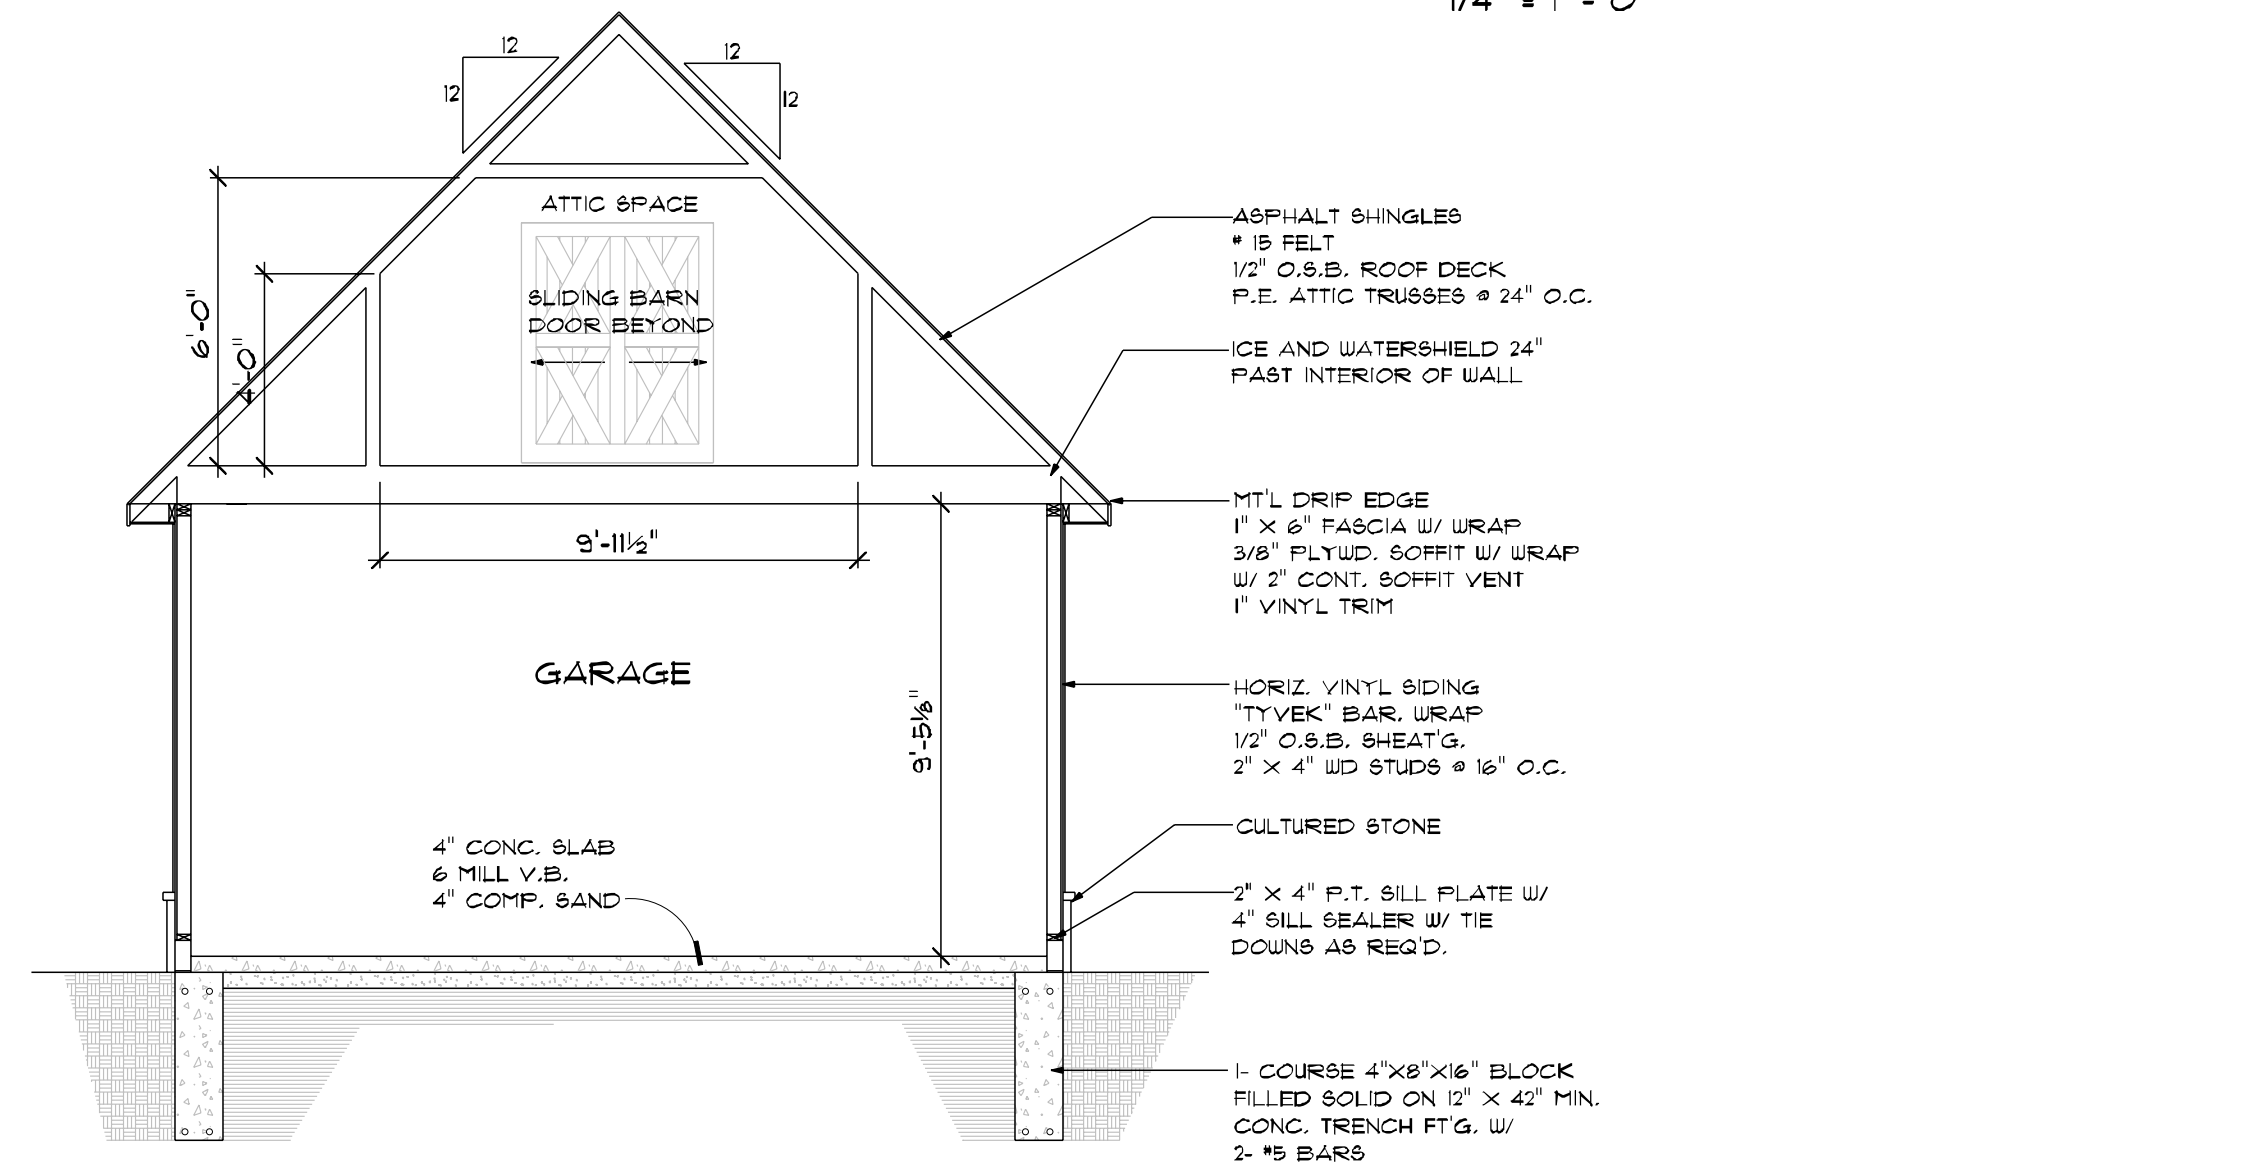 1/4" = 1'-0
12
12
12
12
ATTIC SPACE
SLIDING BARN
DOOR BEYOND
6'-0"
4'-0"
9'-11½"
GARAGE
9'-5⅛"
4" CONC. SLAB
6 MILL V.B.
4" COMP. SAND
ASPHALT SHINGLES
# 15 FELT
1/2" O.S.B. ROOF DECK
P.E. ATTIC TRUSSES @ 24" O.C.
ICE AND WATERSHIELD 24"
PAST INTERIOR OF WALL
MT'L DRIP EDGE
1" X 6" FASCIA W/ WRAP
3/8" PLYWD. SOFFIT W/ WRAP
W/ 2" CONT. SOFFIT VENT
1" VINYL TRIM
HORIZ. VINYL SIDING
"TYVEK" BAR. WRAP
1/2" O.S.B. SHEAT'G.
2" X 4" WD STUDS @ 16" O.C.
CULTURED STONE
2" X 4" P.T. SILL PLATE W/
4" SILL SEALER W/ TIE
DOWNS AS REQ'D.
1- COURSE 4"X8"X16" BLOCK
FILLED SOLID ON 12" X 42" MIN.
CONC. TRENCH FT'G. W/
2- #5 BARS